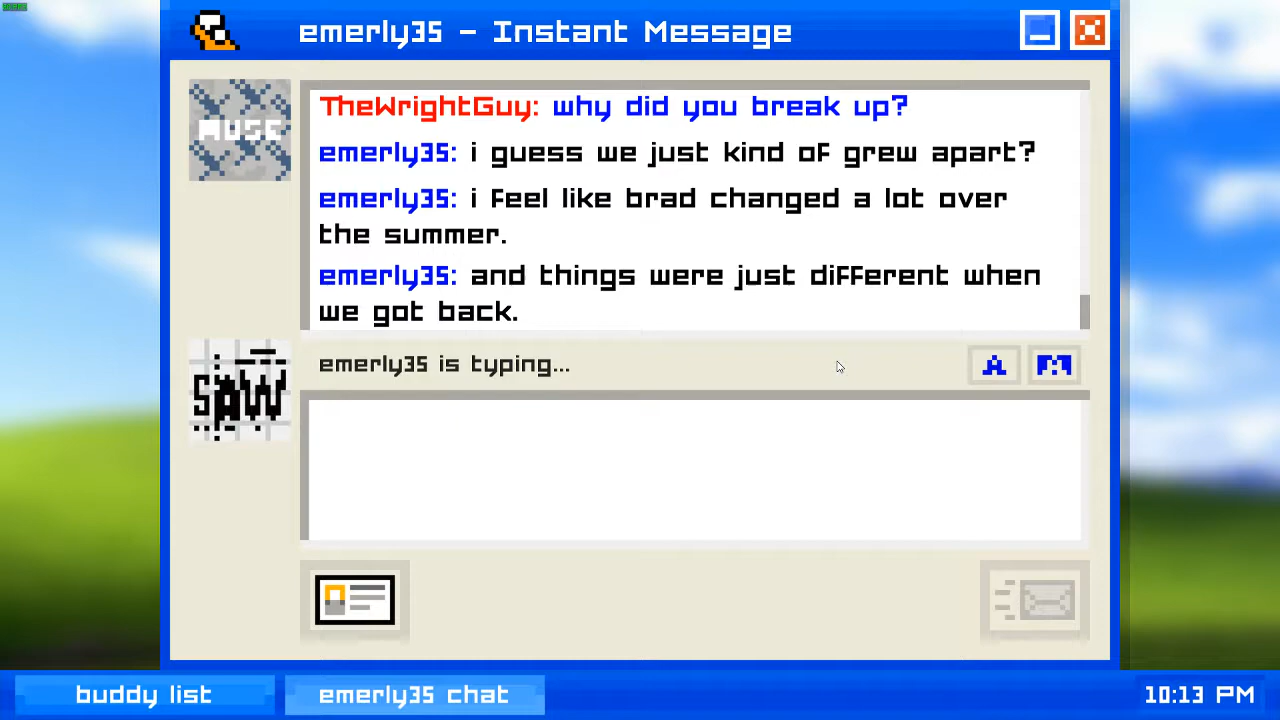 emerly35 - Instant Message
TheWrightGuy: why did you break up?
MUSE
emerly35: i guess we just kind of grew apart?
emerly35: i feel like brad changed a lot over
the summer.
emerly35: and things were just different when
we got back.
emerly35 is typing...
A
SAW
buddy list
emerly35 chat
10:13 PM